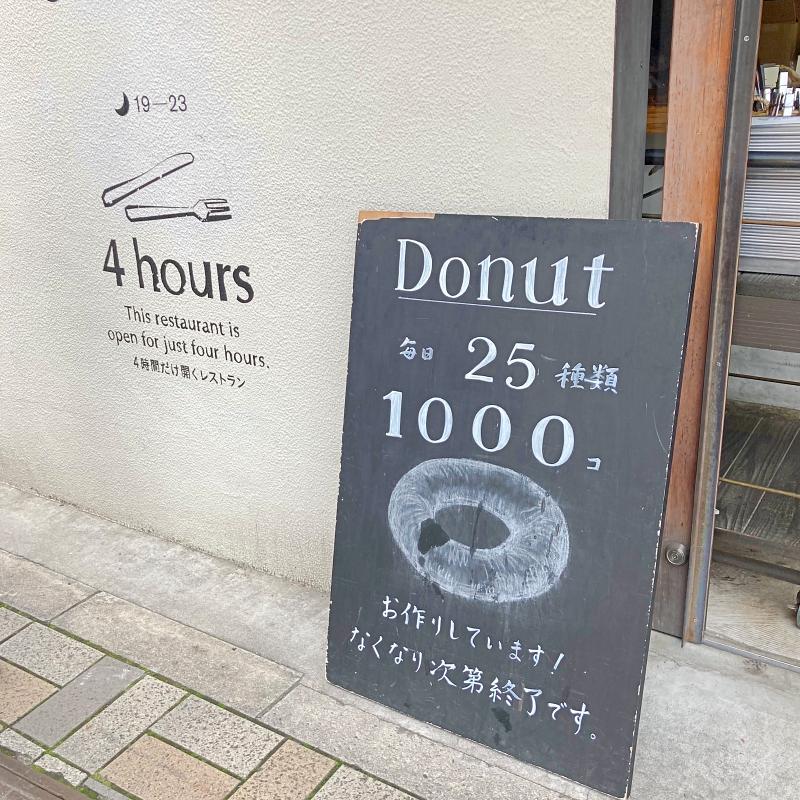 19—23
4 hours
This restaurant is
open for just four hours.
4時間だけ開くレストラン
Donut
毎日 25 種類
1000コ
お作りしています!
なくなり次第終了です。